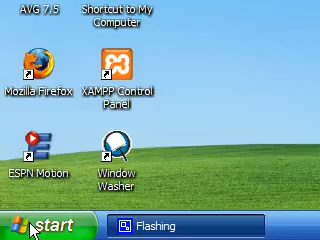 AVG 7.5
Shortcut to My
Computer
Mozilla Firefox
XAMPP Control
Panel
ESPN Motion
Window
Washer
start
Flashing